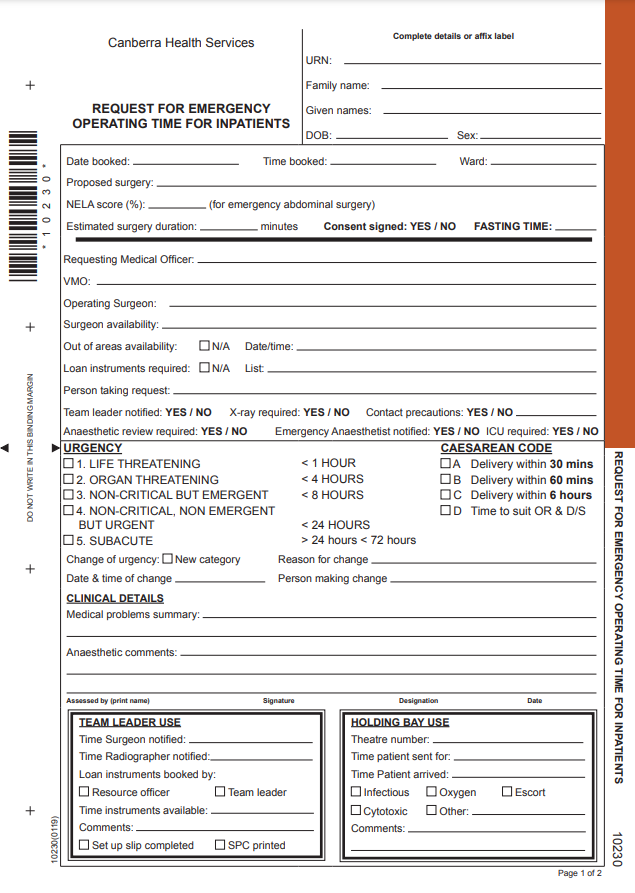 Canberra Health Services
REQUEST FOR EMERGENCY
OPERATING TIME FOR INPATIENTS
Complete details or affix label
URN:
Family name:
Given names:
DOB: Sex:
Date booked: Time booked: Ward:
Proposed surgery:
NELA score (%): (for emergency abdominal surgery)
Estimated surgery duration: minutes Consent signed: YES / NO FASTING TIME:
Requesting Medical Officer:
VMO:
Operating Surgeon:
Surgeon availability:
Out of areas availability: N/A Date/time:
Loan instruments required: N/A List:
Person taking request:
Team leader notified: YES / NO X-ray required: YES / NO Contact precautions: YES / NO
Anaesthetic review required: YES / NO Emergency Anaesthetist notified: YES / NO ICU required: YES / NO
URGENCY
1. LIFE THREATENING < 1 HOUR
2. ORGAN THREATENING < 4 HOURS
3. NON-CRITICAL BUT EMERGENT < 8 HOURS
4. NON-CRITICAL, NON EMERGENT
BUT URGENT < 24 HOURS
5. SUBACUTE > 24 hours < 72 hours
CAESAREAN CODE
A Delivery within 30 mins
B Delivery within 60 mins
C Delivery within 6 hours
D Time to suit OR & D/S
Change of urgency: New category Reason for change
Date & time of change Person making change
CLINICAL DETAILS
Medical problems summary:
Anaesthetic comments:
Assessed by (print name) Signature Designation Date
TEAM LEADER USE
Time Surgeon notified:
Time Radiographer notified:
Loan instruments booked by:
Resource officer Team leader
Time instruments available:
Comments:
Set up slip completed SPC printed
HOLDING BAY USE
Theatre number:
Time patient sent for:
Time Patient arrived:
Infectious Oxygen Escort
Cytotoxic Other:
Comments:
Page 1 of 2
*10230*
DO NOT WRITE IN THIS BINDING MARGIN
10230(0119)
REQUEST FOR EMERGENCY OPERATING TIME FOR INPATIENTS
10230